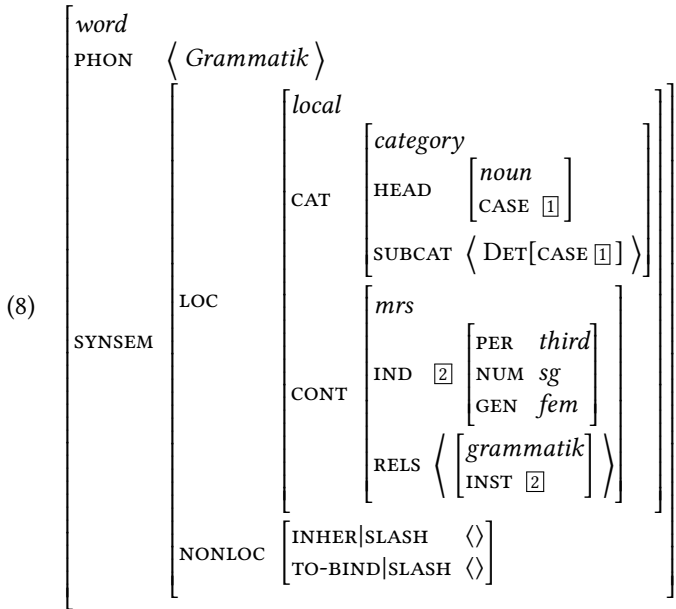 word
PHON ⟨ Grammatik ⟩
local
category
HEAD noun
CASE 1
CAT
SUBCAT ⟨ DET[CASE 1] ⟩
(8)
LOC
mrs
SYNSEM
PER third
IND 2 NUM sg
GEN fem
CONT
RELS ⟨ [grammatik
INST 2] ⟩
INHER|SLASH ⟨⟩
NONLOC
TO-BIND|SLASH ⟨⟩